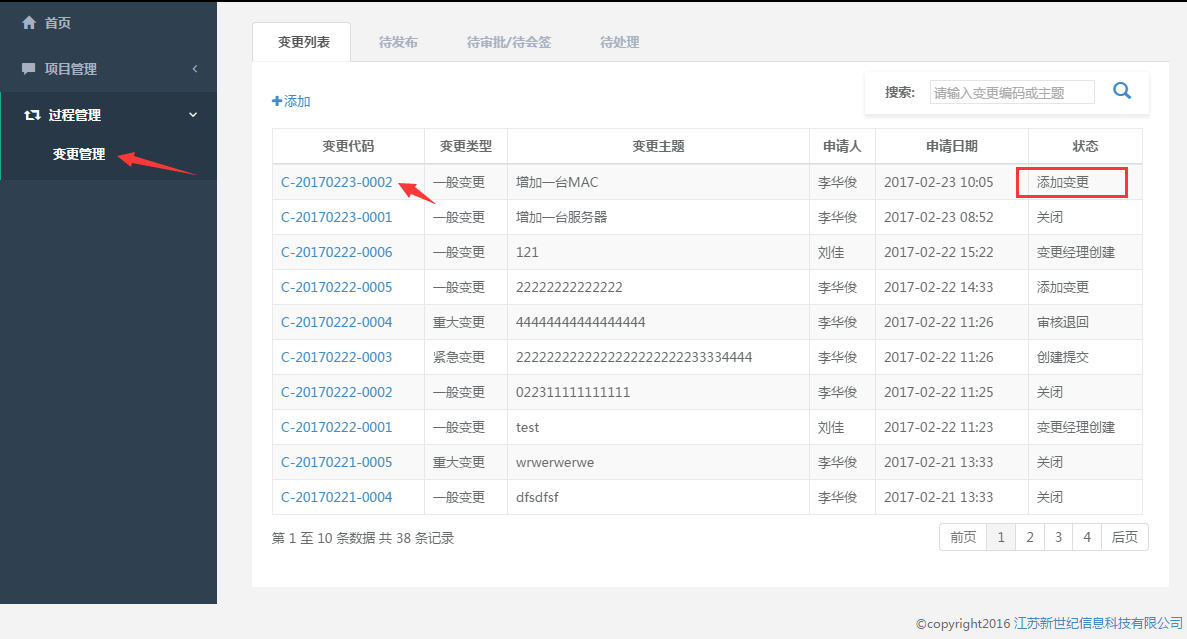 首页
项目管理
过程管理
变更管理
变更列表 待发布 待审批/待会签 待处理
添加
搜索: 请输入变更编码或主题
变更代码 变更类型 变更主题 申请人 申请日期 状态
C-20170223-0002 一般变更 增加一台MAC 李华俊 2017-02-23 10:05 添加变更
C-20170223-0001 一般变更 增加一台服务器 李华俊 2017-02-23 08:52 关闭
C-20170222-0006 一般变更 121 刘佳 2017-02-22 15:22 变更经理创建
C-20170222-0005 一般变更 22222222222222 李华俊 2017-02-22 14:33 添加变更
C-20170222-0004 重大变更 44444444444444444 李华俊 2017-02-22 11:26 审核退回
C-20170222-0003 紧急变更 2222222222222222222222233334444 李华俊 2017-02-22 11:26 创建提交
C-20170222-0002 一般变更 022311111111111 李华俊 2017-02-22 11:25 关闭
C-20170222-0001 一般变更 test 刘佳 2017-02-22 11:23 变更经理创建
C-20170221-0005 重大变更 wrwerwerwe 李华俊 2017-02-21 13:33 关闭
C-20170221-0004 一般变更 dfsdfsf 李华俊 2017-02-21 13:33 关闭
第 1 至 10 条数据 共 38 条记录
前页 1 2 3 4 后页
©copyright2016 江苏新世纪信息科技有限公司